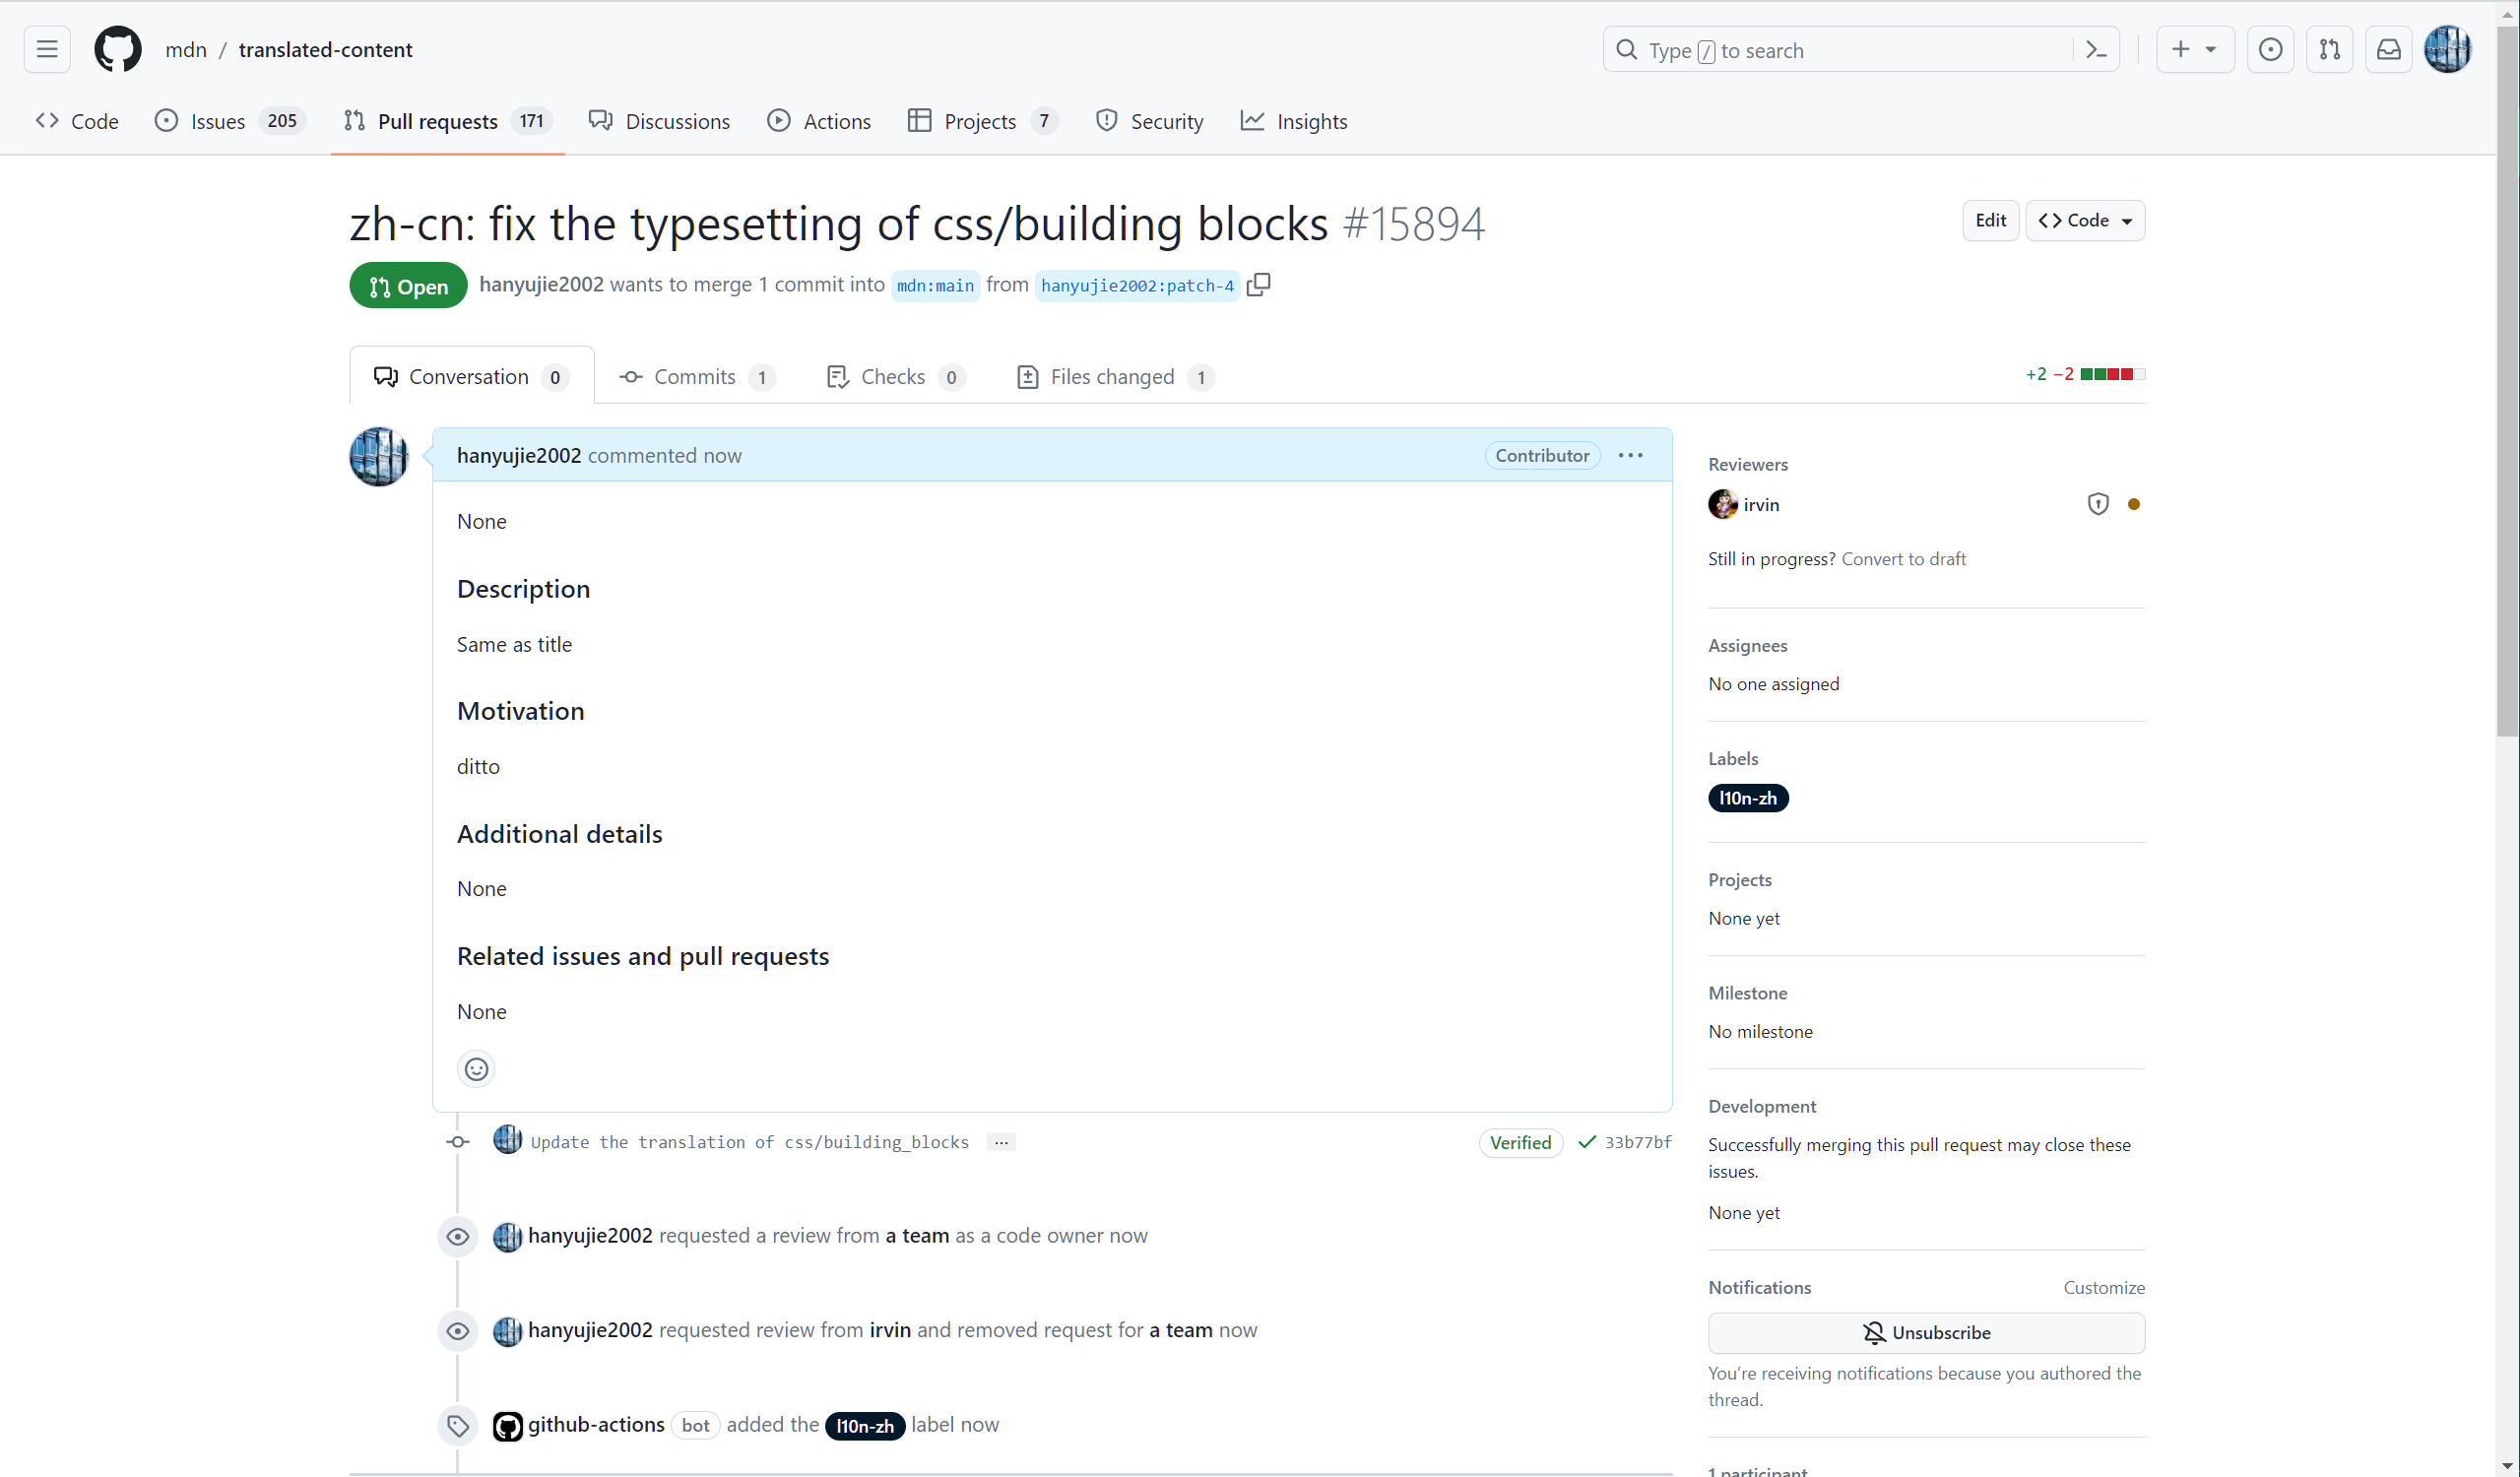 mdn / translated-content
Type / to search
Code
Issues 205
Pull requests 171
Discussions
Actions
Projects 7
Security
Insights
zh-cn: fix the typesetting of css/building blocks #15894
Edit
Code
Open
hanyujie2002 wants to merge 1 commit into mdn:main from hanyujie2002:patch-4
Conversation 0
Commits 1
Checks 0
Files changed 1
+2 −2
hanyujie2002 commented now
Contributor
None
Description
Same as title
Motivation
ditto
Additional details
None
Related issues and pull requests
None
Update the translation of css/building_blocks ...
Verified
33b77bf
hanyujie2002 requested a review from a team as a code owner now
hanyujie2002 requested review from irvin and removed request for a team now
github-actions bot added the l10n-zh label now
Reviewers
irvin
Still in progress? Convert to draft
Assignees
No one assigned
Labels
l10n-zh
Projects
None yet
Milestone
No milestone
Development
Successfully merging this pull request may close these
issues.
None yet
Notifications
Customize
Unsubscribe
You’re receiving notifications because you authored the
thread.
1 participant